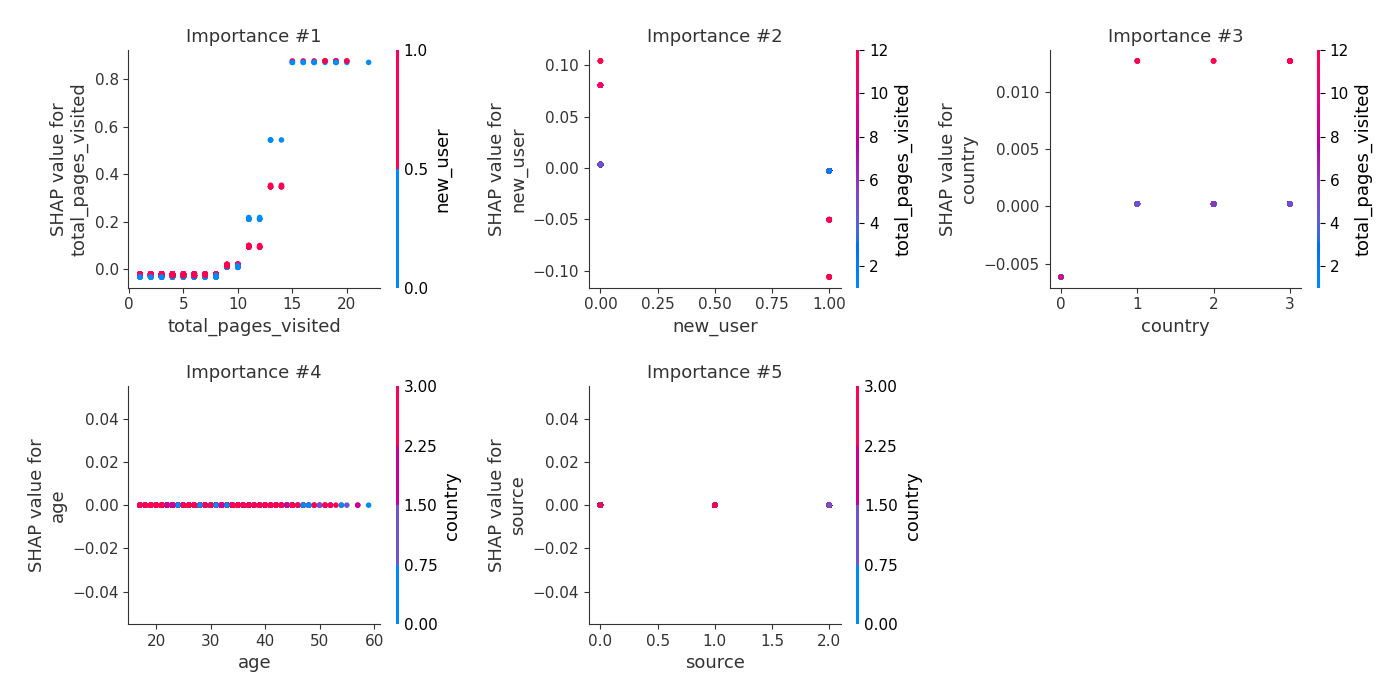 Importance #1
SHAP value for
total_pages_visited
0.8
0.6
0.4
0.2
0.0
0
5
10
15
20
total_pages_visited
1.0
0.5
0.0
new_user
Importance #2
SHAP value for
new_user
0.10
0.05
0.00
−0.05
−0.10
0.00
0.25
0.50
0.75
1.00
new_user
12
10
8
6
4
2
total_pages_visited
Importance #3
SHAP value for
country
0.010
0.005
0.000
−0.005
0
1
2
3
country
12
10
8
6
4
2
total_pages_visited
Importance #4
SHAP value for
age
0.04
0.02
0.00
−0.02
−0.04
20
30
40
50
60
age
3.00
2.25
1.50
0.75
0.00
country
Importance #5
SHAP value for
source
0.04
0.02
0.00
−0.02
−0.04
0.0
0.5
1.0
1.5
2.0
source
3.00
2.25
1.50
0.75
0.00
country